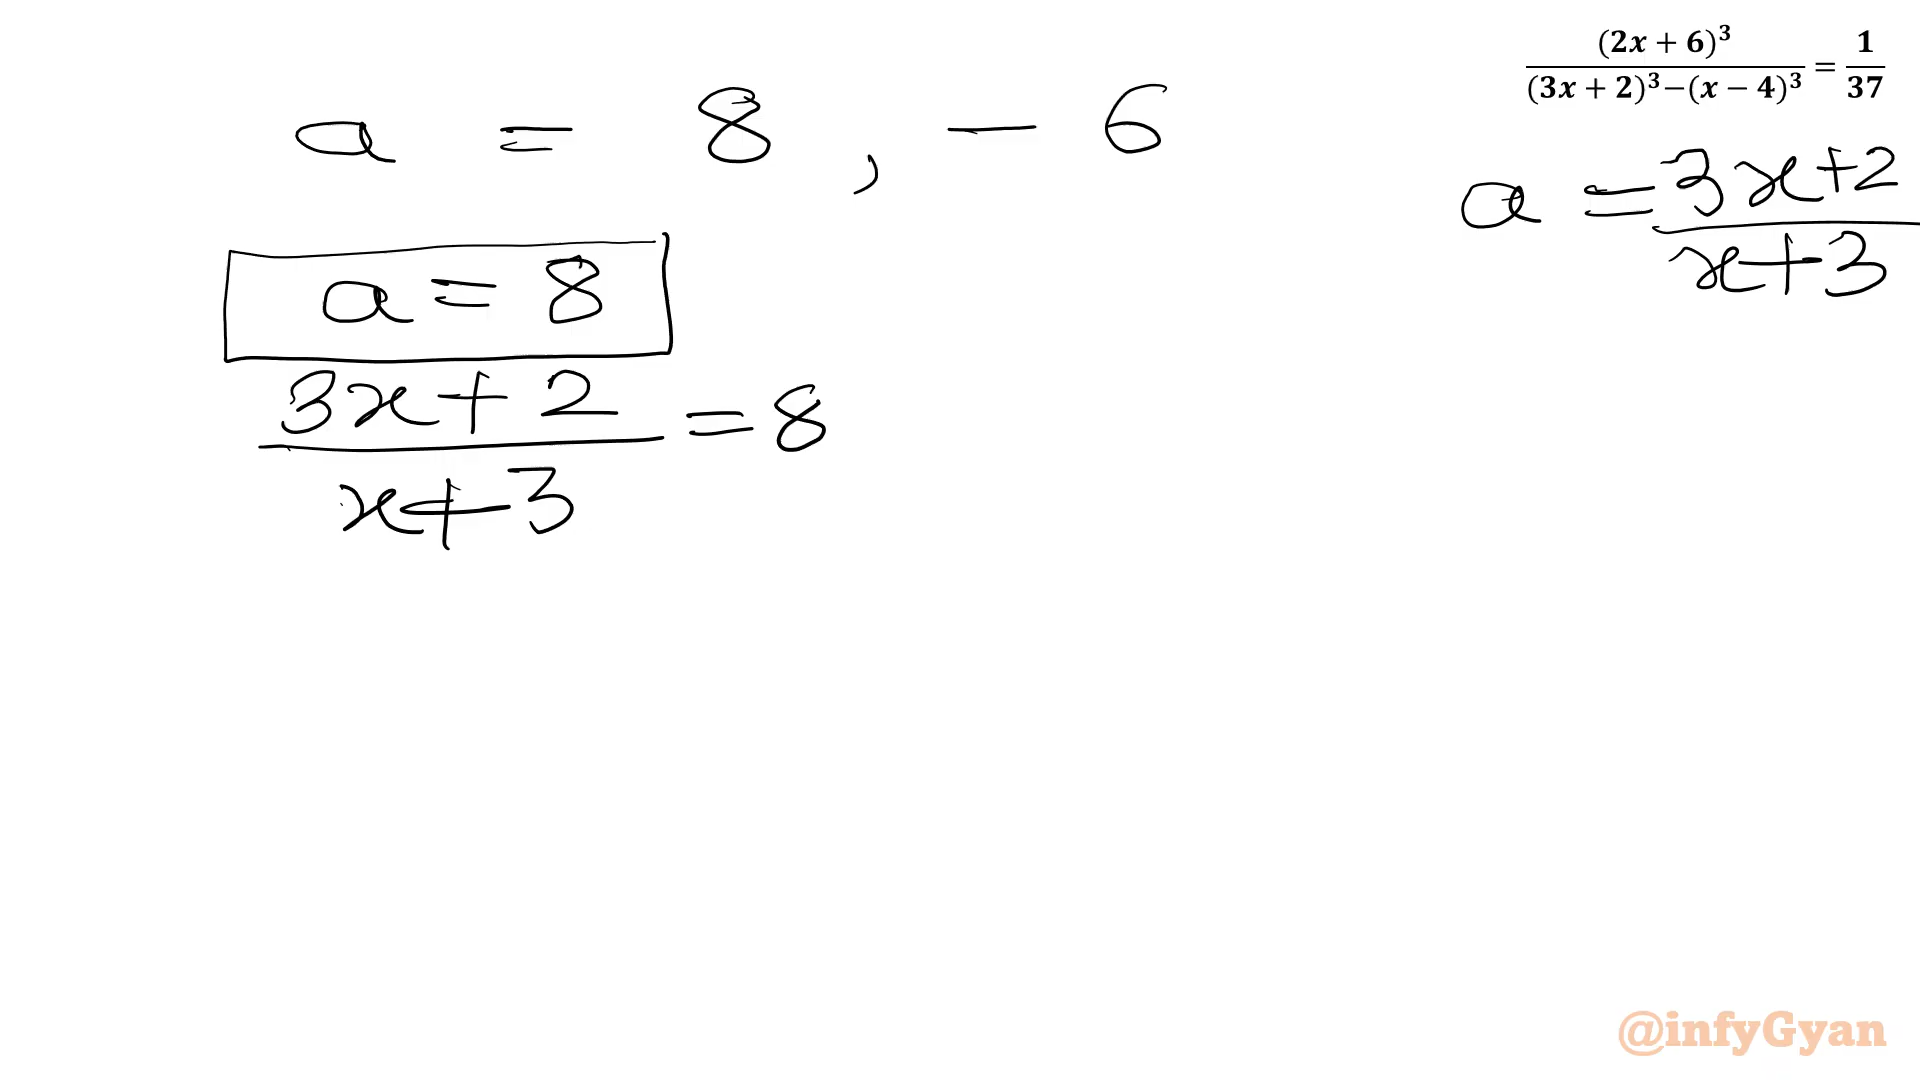 (2x + 6)³
(3x + 2)³−(x − 4)³ = 1
37
a = 8 , − 6
a = 3x+2
x+3
a = 8
3x + 2 = 8
x + 3
@infyGyan